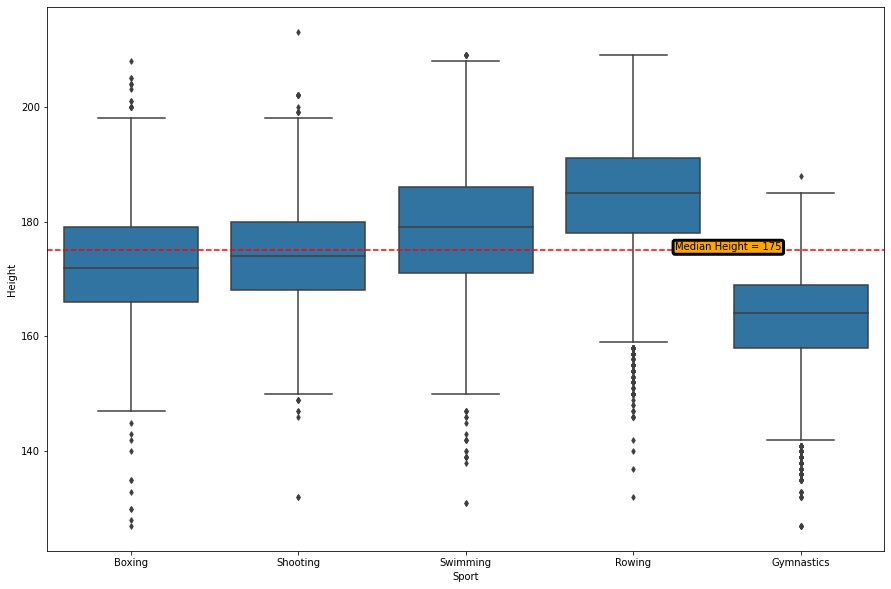 200
180
160
140
Height
Median Height = 175
Boxing
Shooting
Swimming
Rowing
Gymnastics
Sport